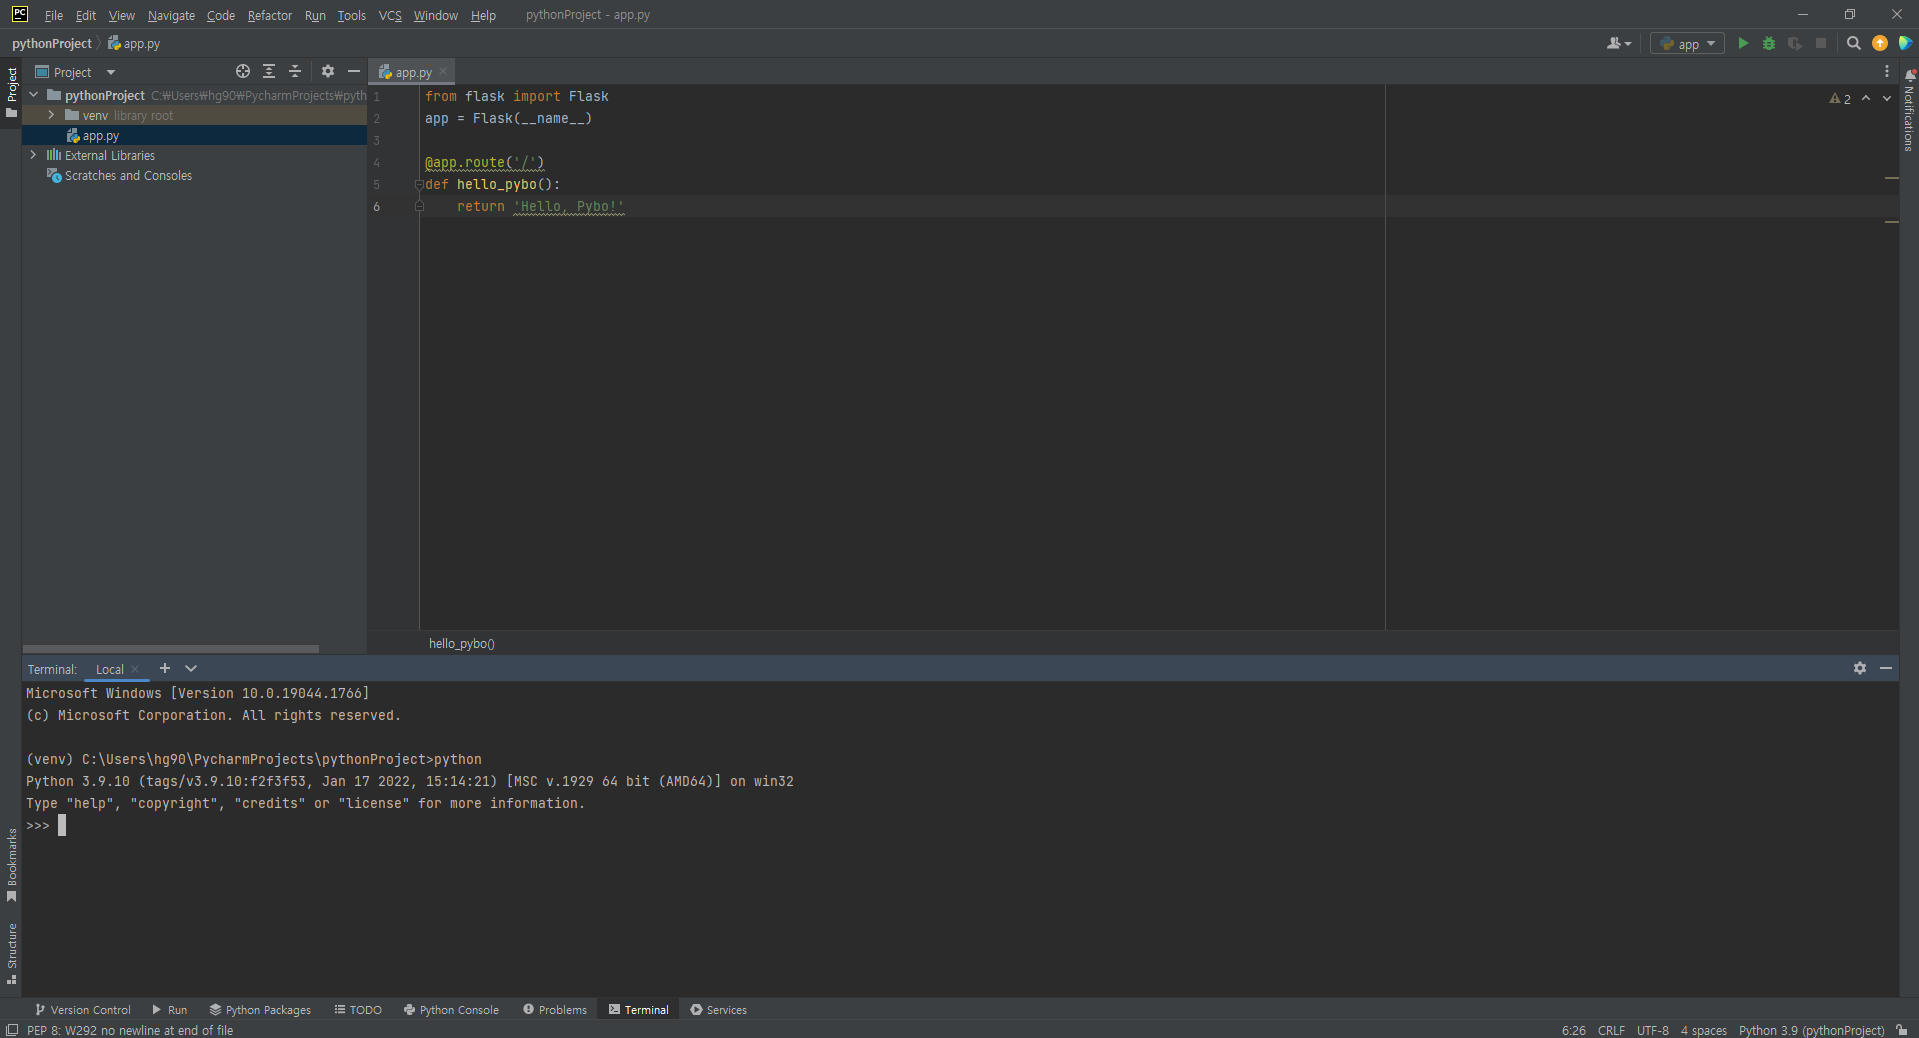 PC File Edit View Navigate Code Refactor Run Tools VCS Window Help pythonProject - app.py
pythonProject app.py app
Project Project app.py
pythonProject C:₩Users₩hg90₩PycharmProjects₩pyth
venv library root
app.py
External Libraries
Scratches and Consoles
1 from flask import Flask
2 app = Flask(__name__)
3
4 @app.route('/')
5 def hello_pybo():
6 return 'Hello, Pybo!'
2
Notifications
hello_pybo()
Terminal: Local
Microsoft Windows [Version 10.0.19044.1766]
(c) Microsoft Corporation. All rights reserved.
(venv) C:\Users\hg90\PycharmProjects\pythonProject>python
Python 3.9.10 (tags/v3.9.10:f2f3f53, Jan 17 2022, 15:14:21) [MSC v.1929 64 bit (AMD64)] on win32
Type "help", "copyright", "credits" or "license" for more information.
>>>
Bookmarks
Structure
Version Control Run Python Packages TODO Python Console Problems Terminal Services
PEP 8: W292 no newline at end of file 6:26 CRLF UTF-8 4 spaces Python 3.9 (pythonProject)